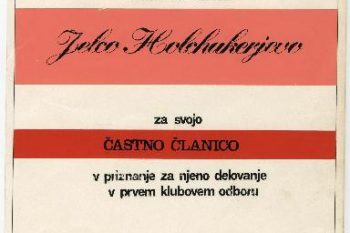 Jelco Holchakerjevo
za svojo
ČASTNO ČLANICO
v priznanje za njeno delovanje
v prvem klubovem odboru